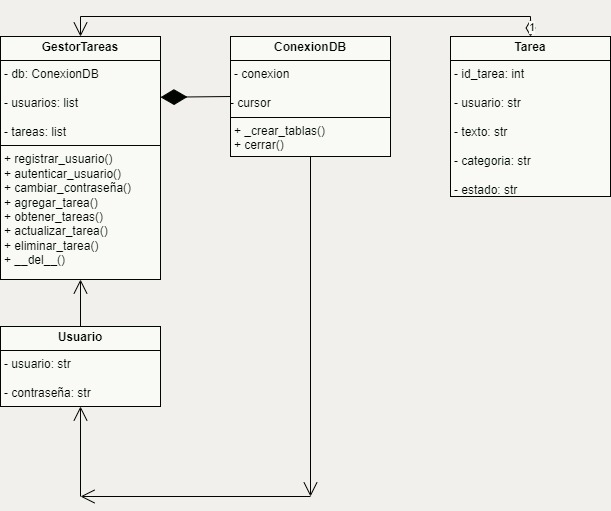 GestorTareas
- db: ConexionDB
- usuarios: list
- tareas: list
+ registrar_usuario()
+ autenticar_usuario()
+ cambiar_contraseña()
+ agregar_tarea()
+ obtener_tareas()
+ actualizar_tarea()
+ eliminar_tarea()
+ __del__()
ConexionDB
- conexion
- cursor
+ _crear_tablas()
+ cerrar()
1
Tarea
- id_tarea: int
- usuario: str
- texto: str
- categoria: str
- estado: str
Usuario
- usuario: str
- contraseña: str